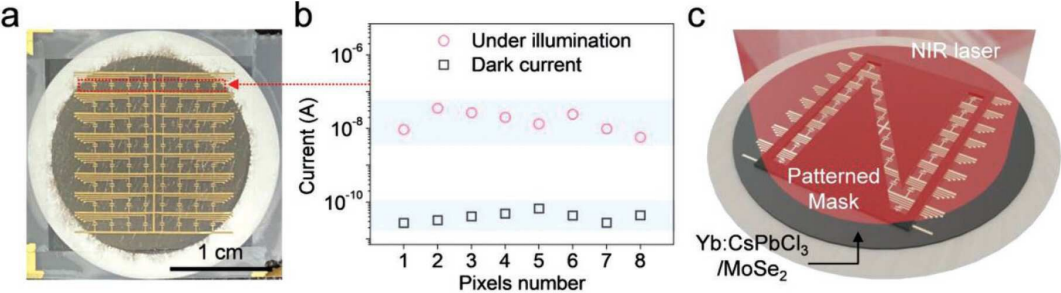 a
1 cm
b
Under illumination
Dark current
Current (A)
10⁻⁶
10⁻⁸
10⁻¹⁰
1 2 3 4 5 6 7 8
Pixels number
c
NIR laser
Patterned
Mask
Yb:CsPbCl₃
/MoSe₂